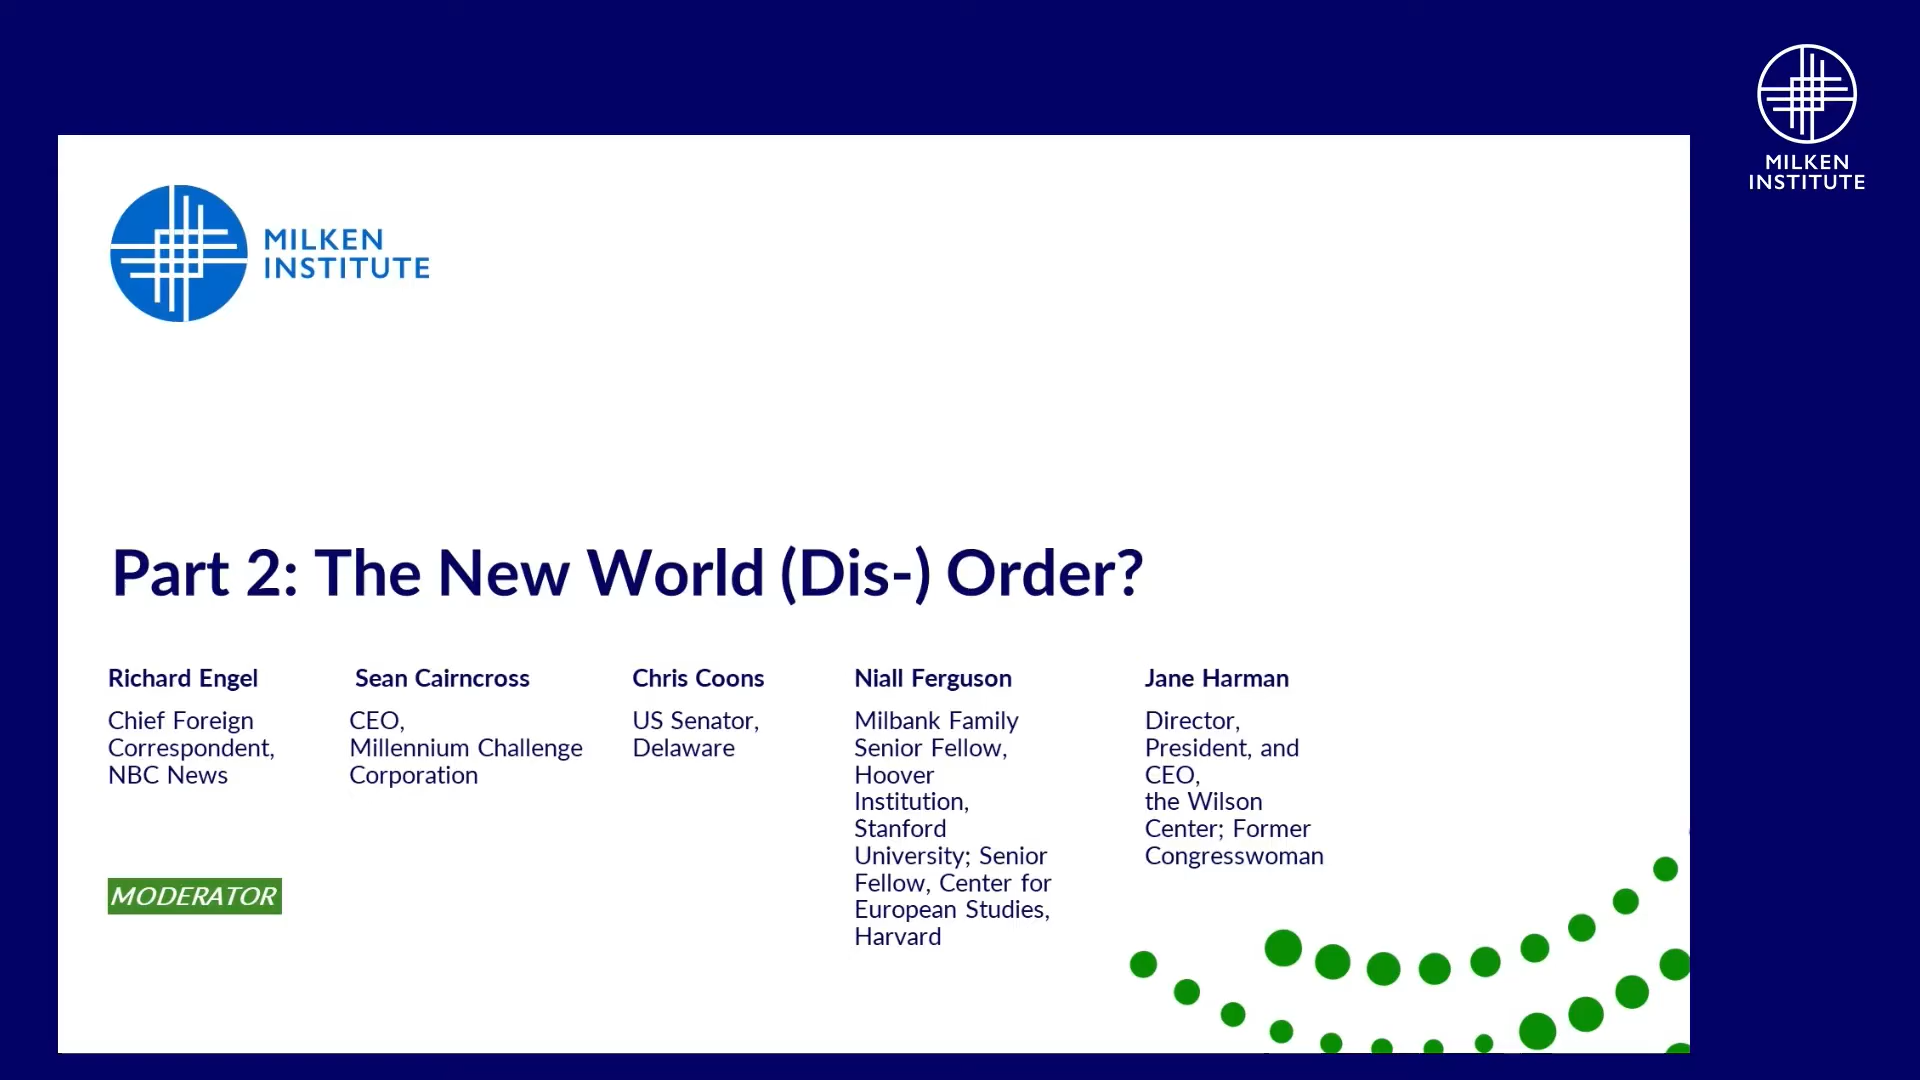 MILKEN
INSTITUTE
MILKEN
INSTITUTE
Part 2: The New World (Dis-) Order?
Richard Engel
Chief Foreign
Correspondent,
NBC News
MODERATOR
Sean Cairncross
CEO,
Millennium Challenge
Corporation
Chris Coons
US Senator,
Delaware
Niall Ferguson
Milbank Family
Senior Fellow,
Hoover
Institution,
Stanford
University; Senior
Fellow, Center for
European Studies,
Harvard
Jane Harman
Director,
President, and
CEO,
the Wilson
Center; Former
Congresswoman